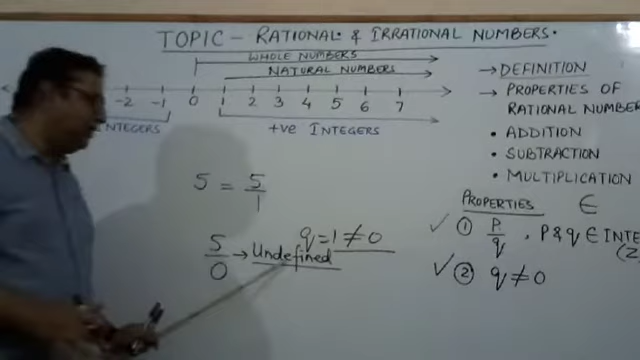 TOPIC - RATIONAL & IRRATIONAL NUMBERS.
WHOLE NUMBERS
NATURAL NUMBERS
-2 -1 0 1 2 3 4 5 6 7
INTEGERS
+ve INTEGERS
→ DEFINITION
→ PROPERTIES OF
RATIONAL NUMBER
• ADDITION
• SUBTRACTION
• MULTIPLICATION
5 = 5/1
q = 1 ≠ 0
5/0 → Undefined
PROPERTIES ∈
✓ ① P/q , P & q ∈ INTE
(Z)
✓ ② q ≠ 0